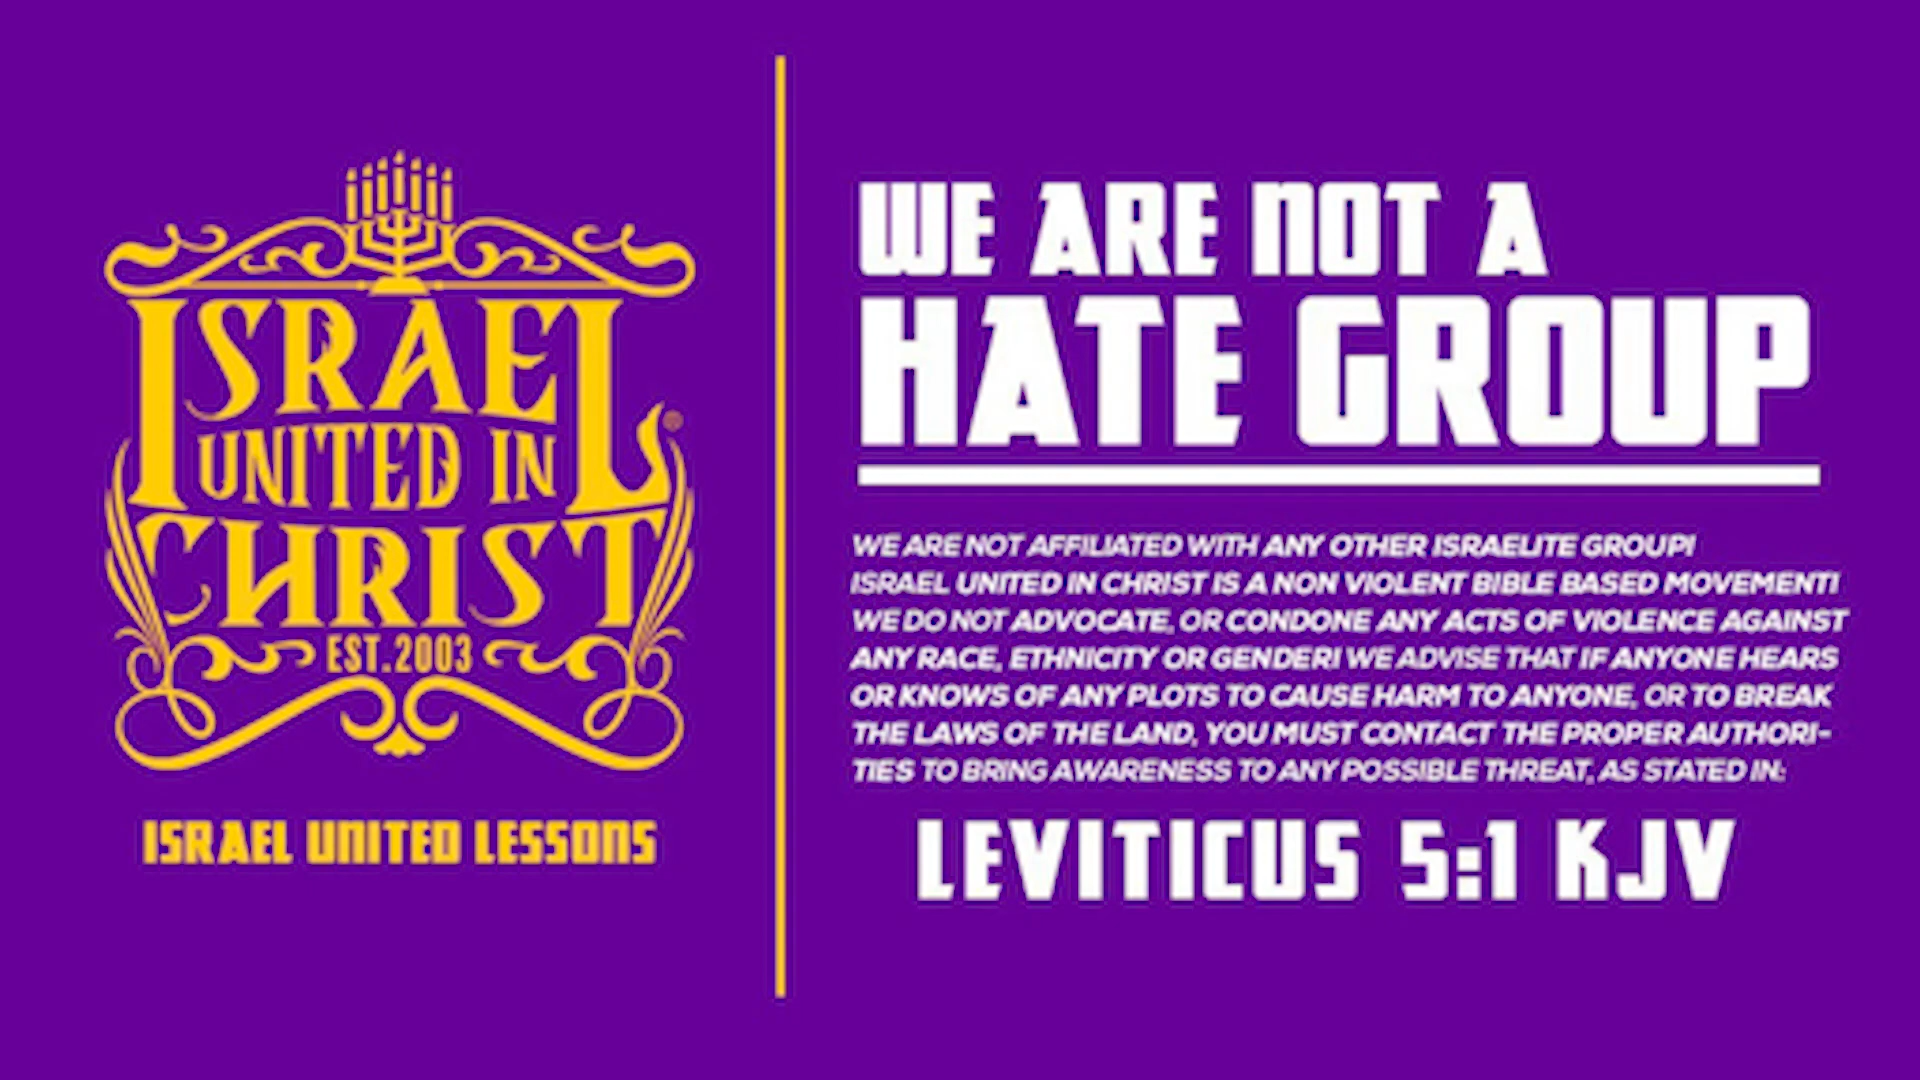 ISRAEL
UNITED IN
CHRIST
®
EST. 2003
ISRAEL UNITED LESSONS
WE ARE NOT A
HATE GROUP
WE ARE NOT AFFILIATED WITH ANY OTHER ISRAELITE GROUP!
ISRAEL UNITED IN CHRIST IS A NON VIOLENT BIBLE BASED MOVEMENT!
WE DO NOT ADVOCATE, OR CONDONE ANY ACTS OF VIOLENCE AGAINST
ANY RACE, ETHNICITY OR GENDER! WE ADVISE THAT IF ANYONE HEARS
OR KNOWS OF ANY PLOTS TO CAUSE HARM TO ANYONE, OR TO BREAK
THE LAWS OF THE LAND, YOU MUST CONTACT THE PROPER AUTHORI-
TIES TO BRING AWARENESS TO ANY POSSIBLE THREAT, AS STATED IN:
LEVITICUS 5:1 KJV